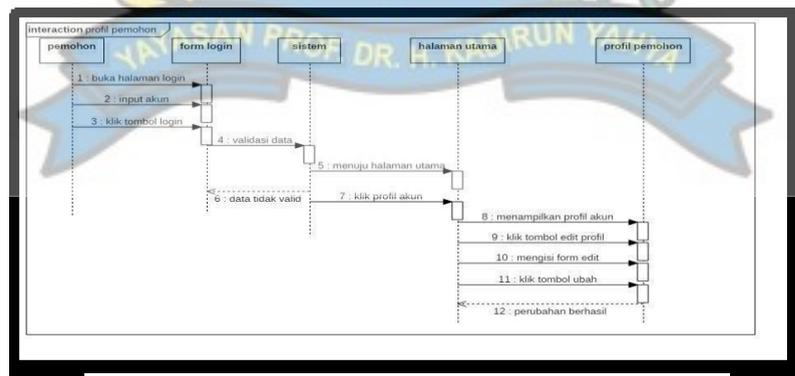 interaction profil pemohon
pemohon
form login
sistem
halaman utama
profil pemohon
YAYASAN PROF. DR. H. KADIRUN YAHYA
1 : buka halaman login
2 : input akun
3 : klik tombol login
4 : validasi data
5 : menuju halaman utama
6 : data tidak valid
7 : klik profil akun
8 : menampilkan profil akun
9 : klik tombol edit profil
10 : mengisi form edit
11 : klik tombol ubah
12 : perubahan berhasil